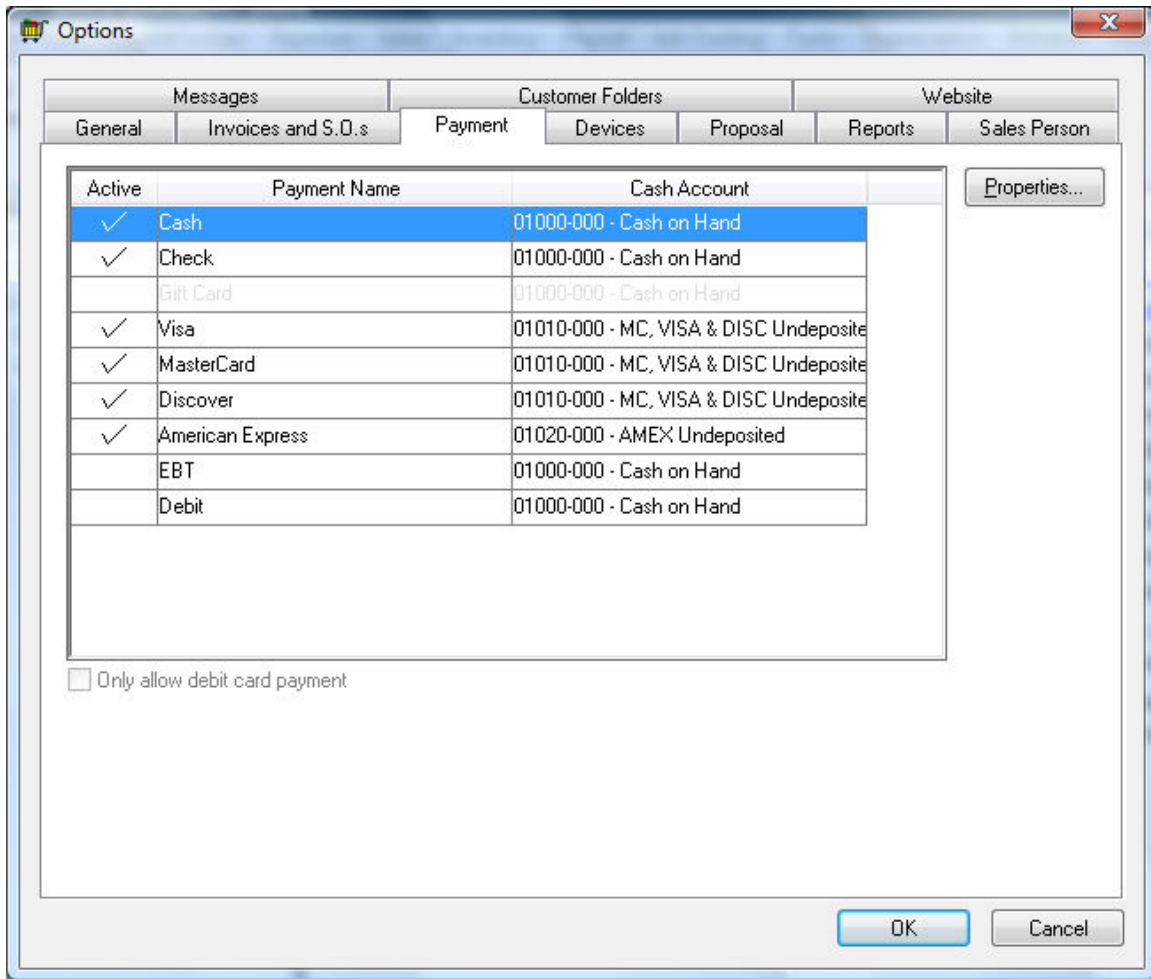 Options
Messages Customer Folders Website
General Invoices and S.O.s Payment Devices Proposal Reports Sales Person
Active Payment Name Cash Account
Properties...
Cash 01000-000 - Cash on Hand
Check 01000-000 - Cash on Hand
Gift Card 01000-000 - Cash on Hand
Visa 01010-000 - MC, VISA & DISC Undeposite
MasterCard 01010-000 - MC, VISA & DISC Undeposite
Discover 01010-000 - MC, VISA & DISC Undeposite
American Express 01020-000 - AMEX Undeposited
EBT 01000-000 - Cash on Hand
Debit 01000-000 - Cash on Hand
Only allow debit card payment
OK Cancel